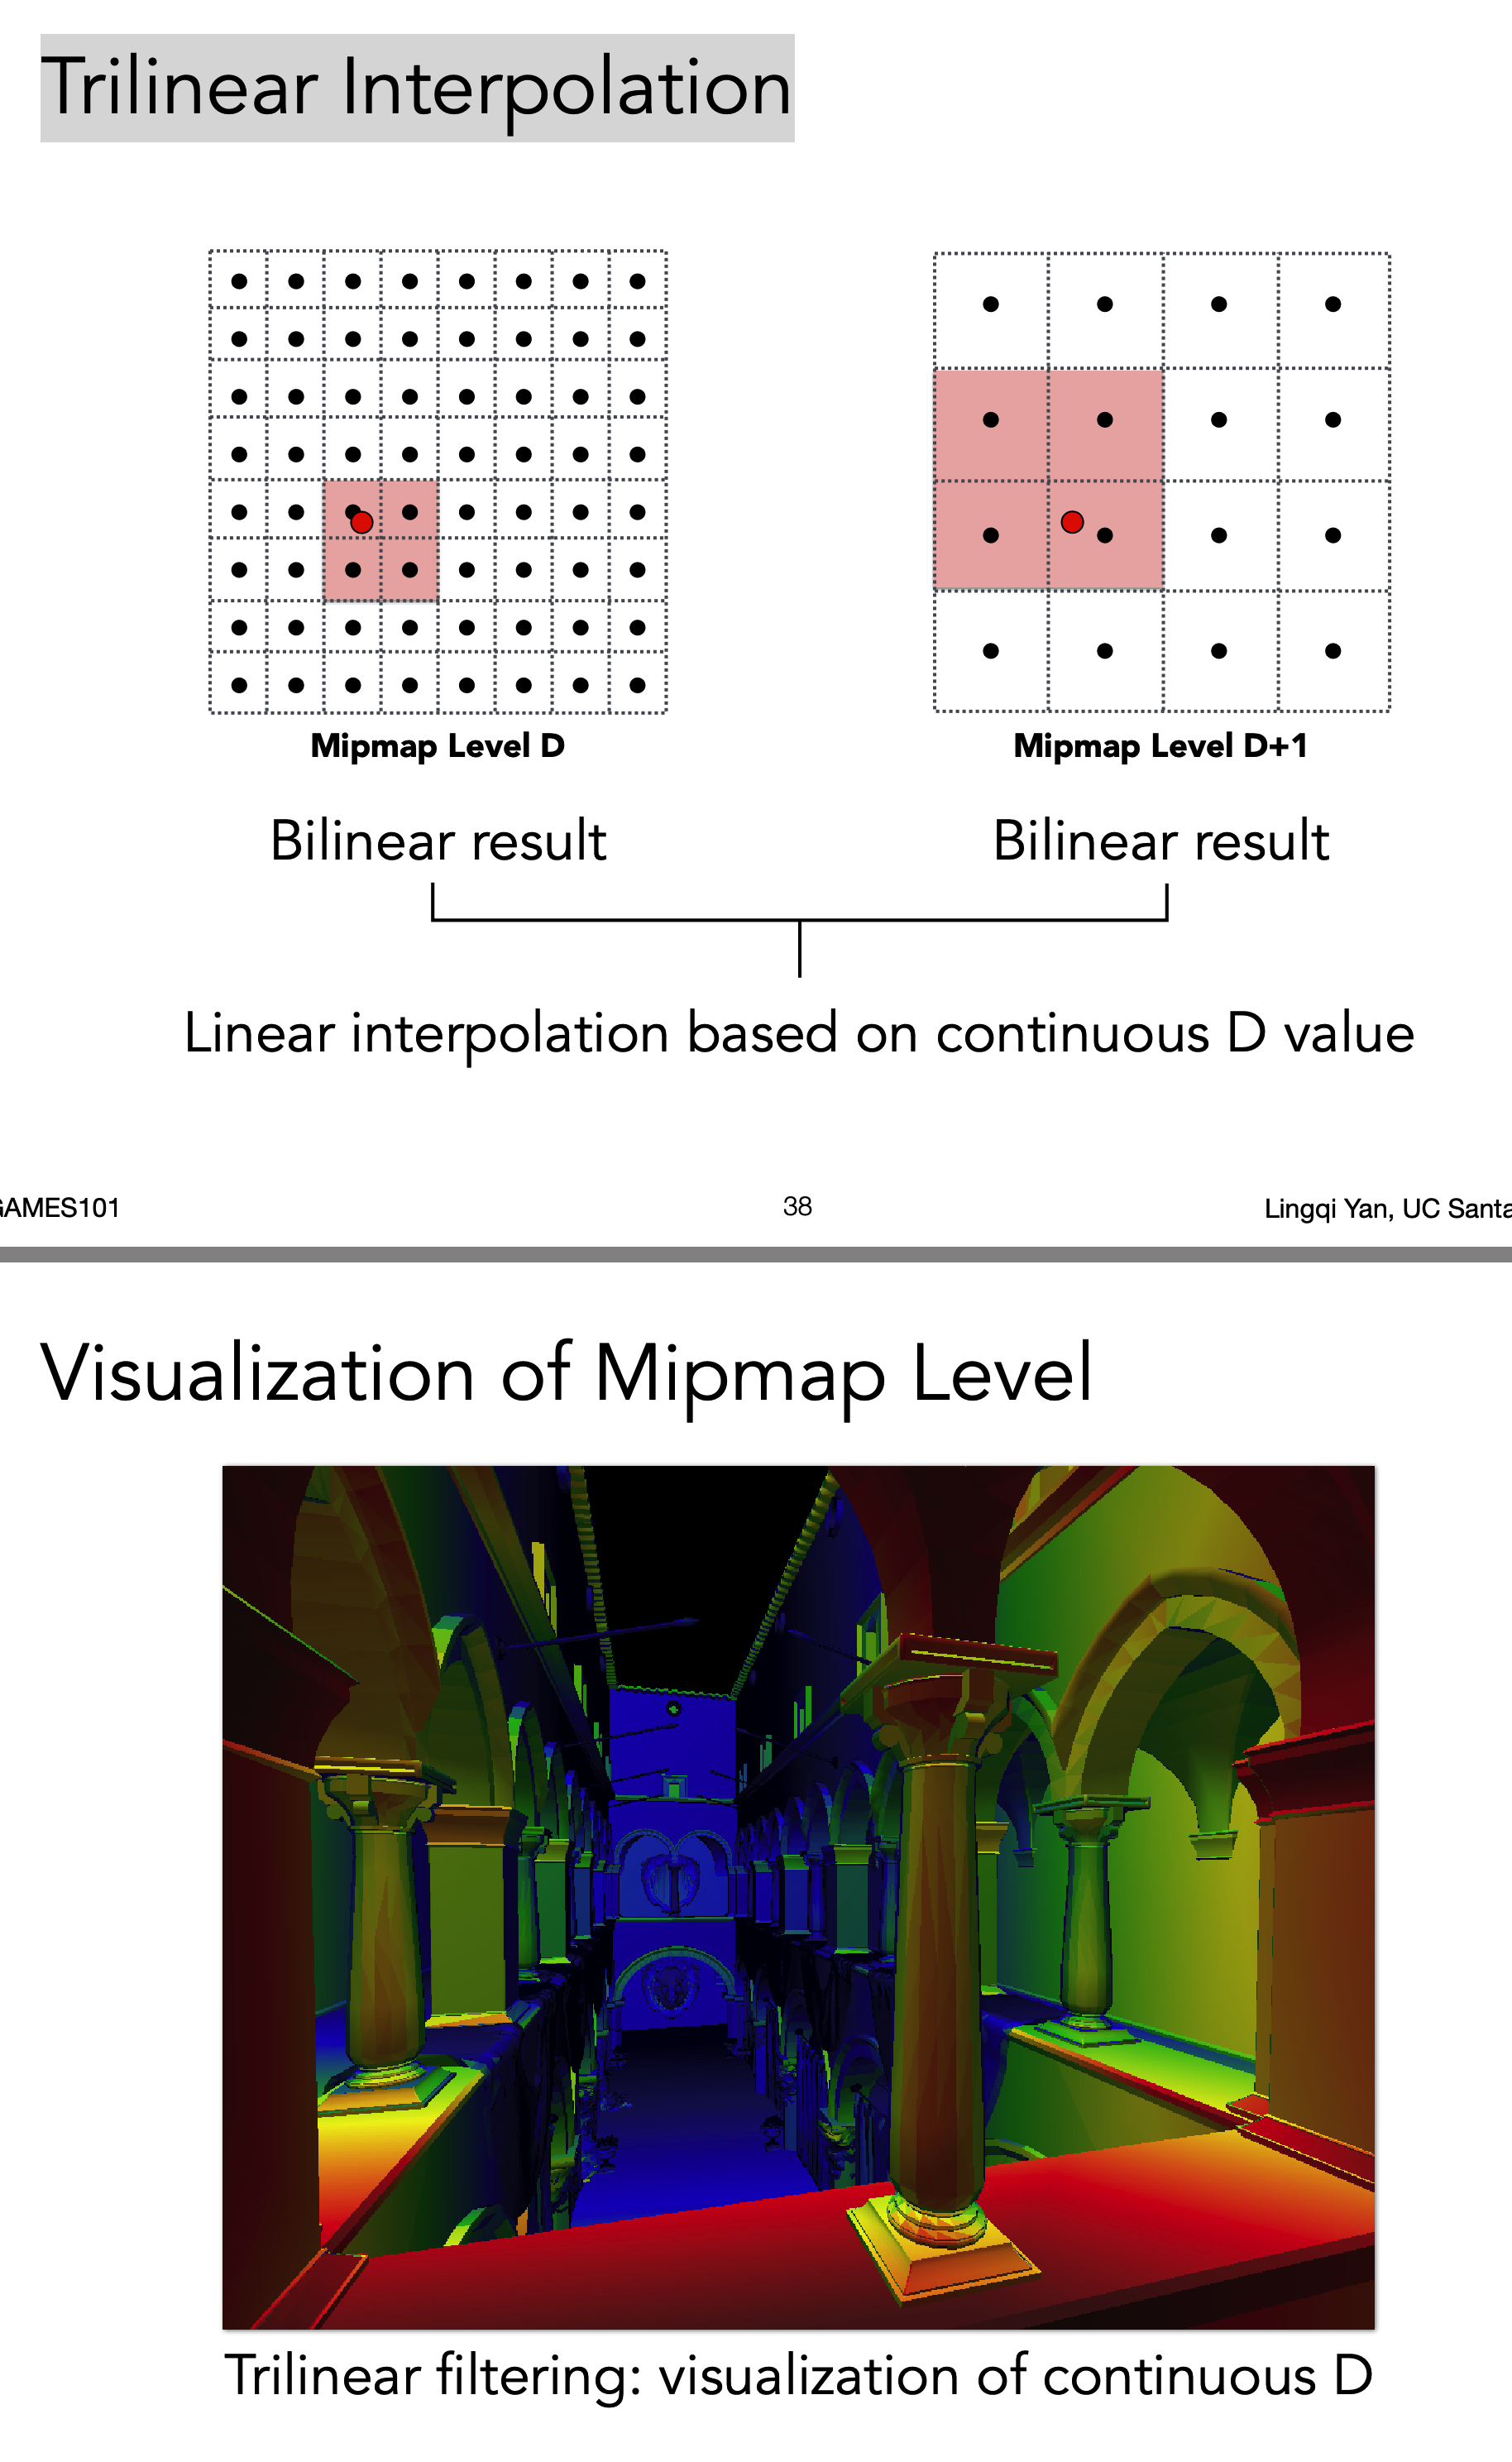 Trilinear Interpolation
Mipmap Level D
Mipmap Level D+1
Bilinear result
Bilinear result
Linear interpolation based on continuous D value
GAMES101
38
Lingqi Yan, UC Santa
Visualization of Mipmap Level
Trilinear filtering: visualization of continuous D